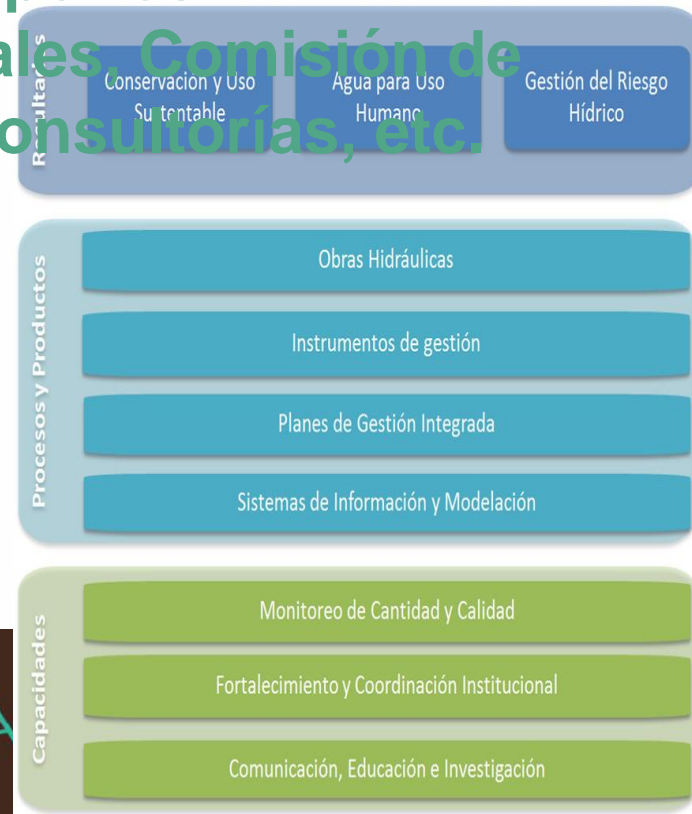 ales, Comisión de
onsultorías, etc.
Resultados
Conservación y Uso
Sustentable
Agua para Uso
Humano
Gestión del Riesgo
Hídrico
Procesos y Productos
Obras Hidráulicas
Instrumentos de gestión
Planes de Gestión Integrada
Sistemas de Información y Modelación
Capacidades
Monitoreo de Cantidad y Calidad
Fortalecimiento y Coordinación Institucional
Comunicación, Educación e Investigación